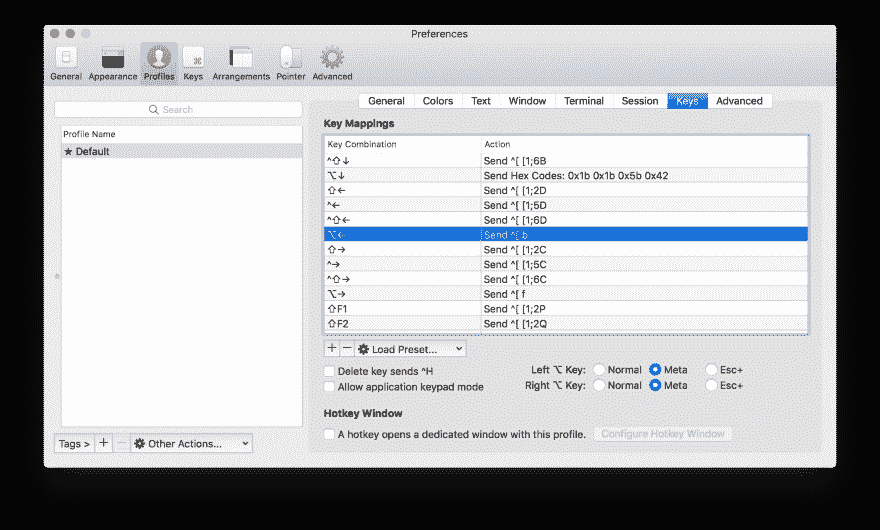 Preferences
General Appearance Profiles Keys Arrangements Pointer Advanced
Search
Profile Name
★ Default
Tags > + − Other Actions...
General Colors Text Window Terminal Session Keys Advanced
Key Mappings
Key Combination Action
^⇧↓ Send ^[ [1;6B
⌥↓ Send Hex Codes: 0x1b 0x1b 0x5b 0x42
⇧← Send ^[ [1;2D
^← Send ^[ [1;5D
^⇧← Send ^[ [1;6D
⌥← Send ^[ b
⇧→ Send ^[ [1;2C
^→ Send ^[ [1;5C
^⇧→ Send ^[ [1;6C
⌥→ Send ^[ f
⇧F1 Send ^[ [1;2P
⇧F2 Send ^[ [1;2Q
+ − Load Preset...
Delete key sends ^H
Allow application keypad mode
Left ⌥ Key: Normal Meta Esc+
Right ⌥ Key: Normal Meta Esc+
Hotkey Window
A hotkey opens a dedicated window with this profile. Configure Hotkey Window